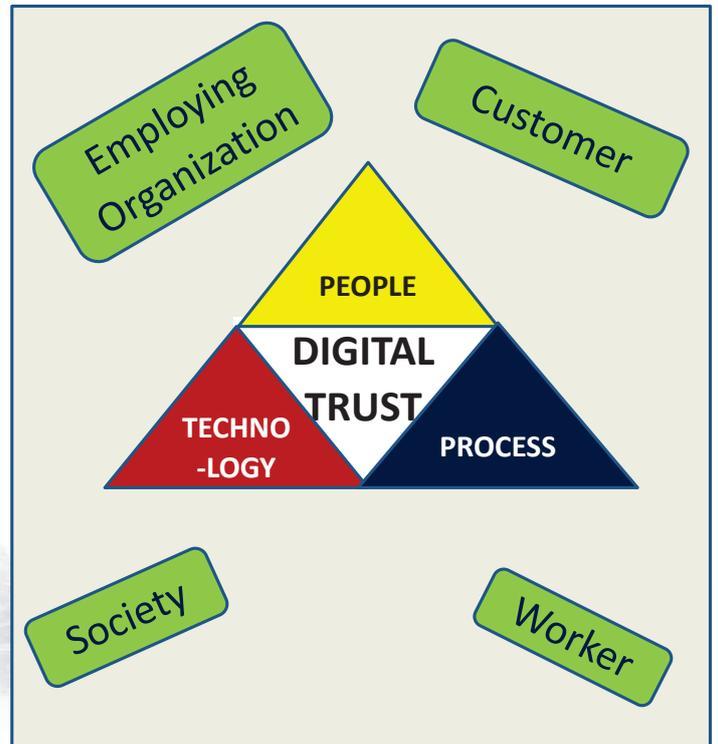 Employing
Organization
Customer
PEOPLE
DIGITAL
TRUST
TECHNO
-LOGY
PROCESS
Society
Worker